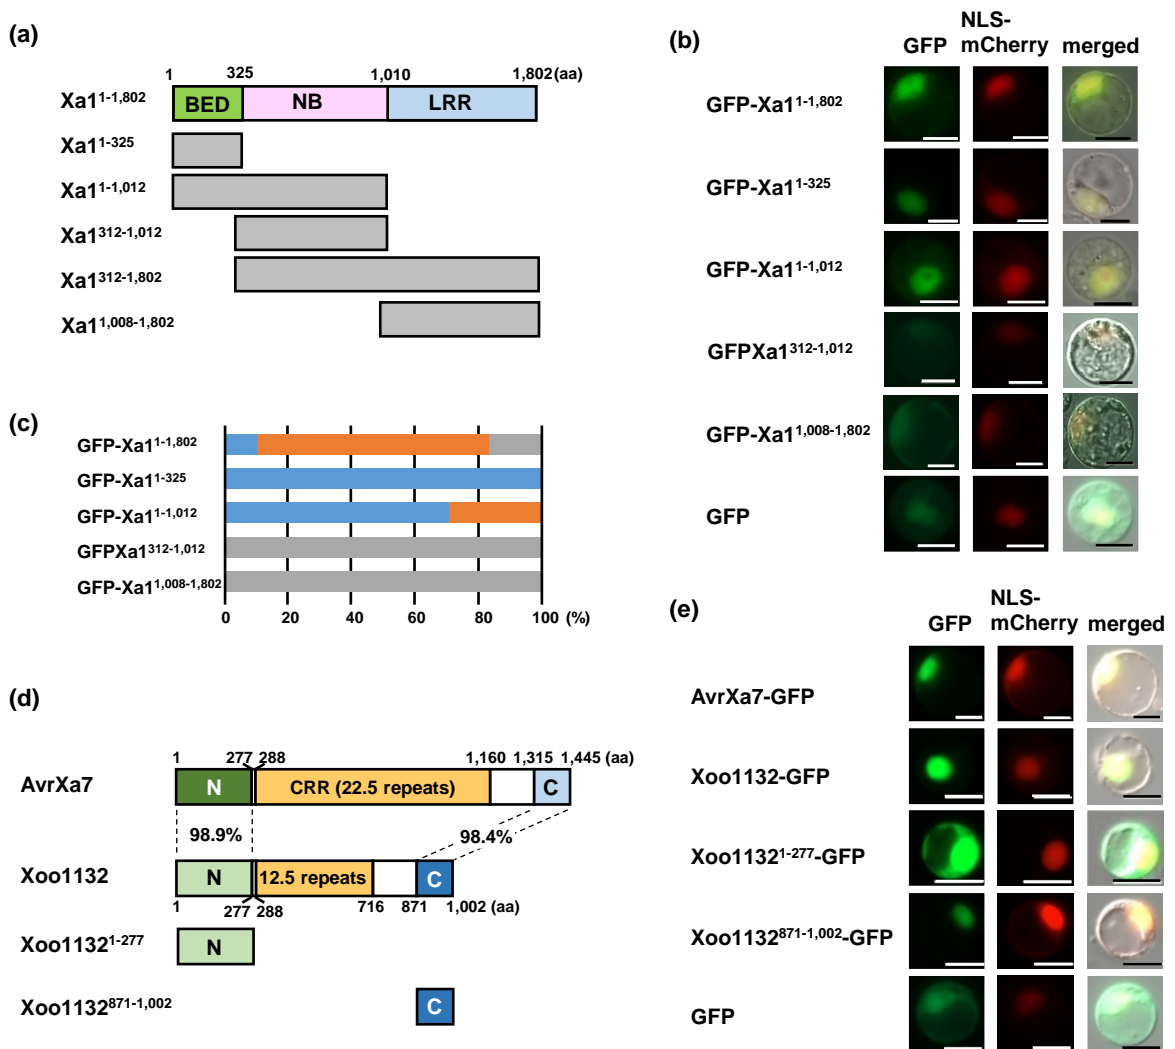 (a)
1 325 1,010 1,802 (aa)
Xa1¹⁻¹,⁸⁰² BED NB LRR
Xa1¹⁻³²⁵
Xa1¹⁻¹,⁰¹²
Xa1³¹²⁻¹,⁰¹²
Xa1³¹²⁻¹,⁸⁰²
Xa1¹,⁰⁰⁸⁻¹,⁸⁰²
(b)
NLS-
GFP mCherry merged
GFP-Xa1¹⁻¹,⁸⁰²
GFP-Xa1¹⁻³²⁵
GFP-Xa1¹⁻¹,⁰¹²
GFPXa1³¹²⁻¹,⁰¹²
GFP-Xa1¹,⁰⁰⁸⁻¹,⁸⁰²
GFP
(c)
GFP-Xa1¹⁻¹,⁸⁰²
GFP-Xa1¹⁻³²⁵
GFP-Xa1¹⁻¹,⁰¹²
GFPXa1³¹²⁻¹,⁰¹²
GFP-Xa1¹,⁰⁰⁸⁻¹,⁸⁰²
0 20 40 60 80 100 (%)
(d)
1 277 288 1,160 1,315 1,445 (aa)
AvrXa7 N CRR (22.5 repeats) C
98.9% 98.4%
Xoo1132 N 12.5 repeats C
1 277 288 716 871 1,002 (aa)
Xoo1132¹⁻²⁷⁷ N
Xoo1132⁸⁷¹⁻¹,⁰⁰² C
(e)
NLS-
GFP mCherry merged
AvrXa7-GFP
Xoo1132-GFP
Xoo1132¹⁻²⁷⁷-GFP
Xoo1132⁸⁷¹⁻¹,⁰⁰²-GFP
GFP